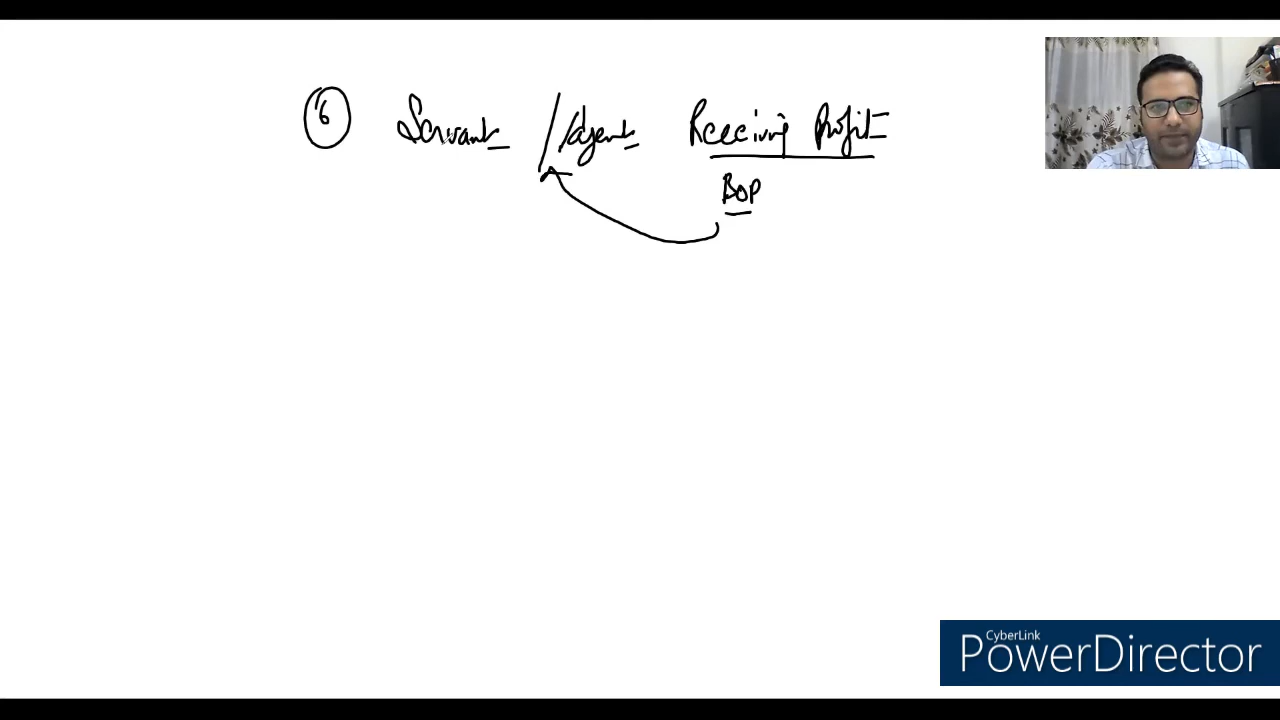 6 Servant / Agent Receiving Profit
BOP
CyberLink
PowerDirector